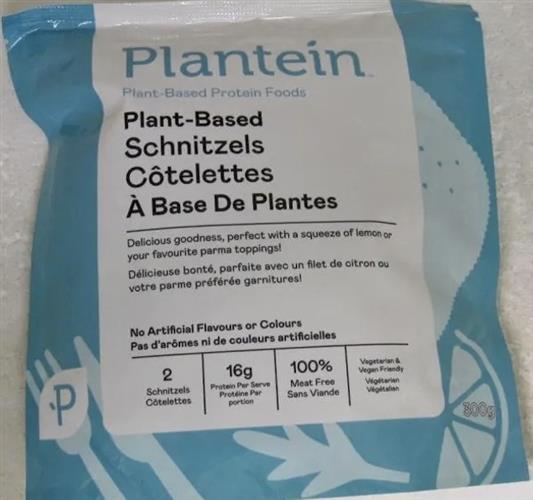 Plantein
Plant-Based Protein Foods
Plant-Based
Schnitzels
Côtelettes
À Base De Plantes
Delicious goodness, perfect with a squeeze of lemon or
your favourite parma toppings!
Délicieuse bonté, parfaite avec un filet de citron ou
votre parme préférée garnitures!
No Artificial Flavours or Colours
Pas d'arômes ni de couleurs artificielles
2
Schnitzels
Côtelettes
16g
Protein Per Serve
Protéine Par
portion
100%
Meat Free
Sans Viande
Vegetarian &
Vegan Friendly
Végétarien
Végétalien
P
300g